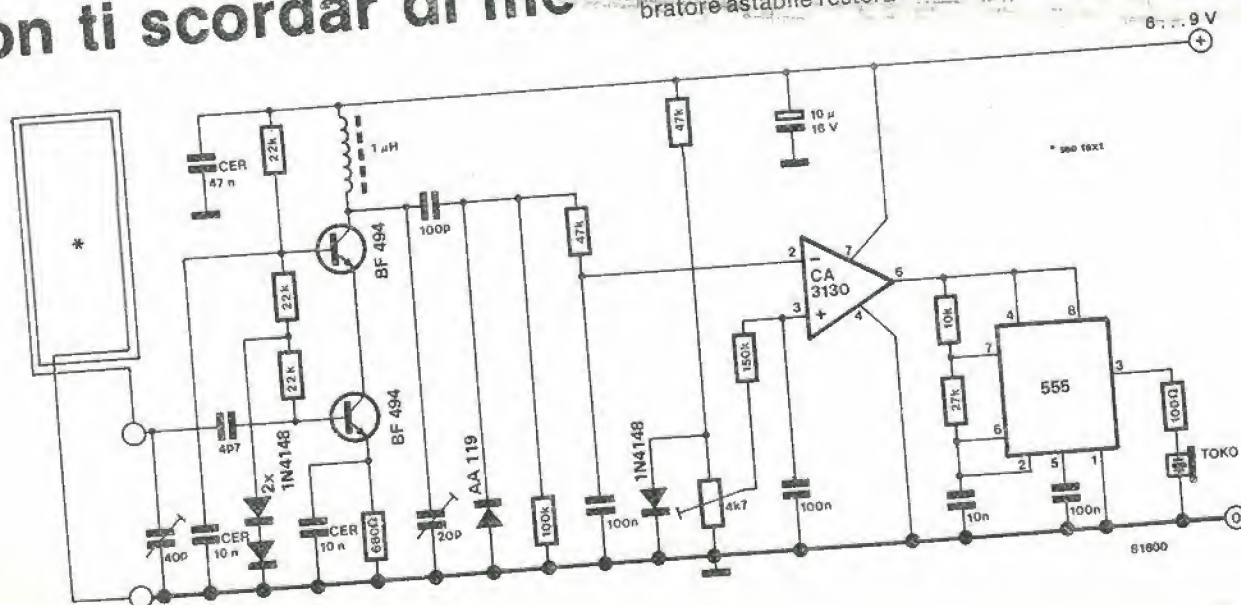 on ti scordar di me
bratore astabile
6 . . . 9 V
+
CER
47 n
22k
1 µH
47k
10 µ
16 V
* see text
*
BF 494
100p
47k
2
–
CA
3130
7
6
3
+
4
10k
4
8
7
555
3
22k
22k
150k
27k
6
2
5
1
100Ω
TOKO
BF 494
4p7
2x
1N4148
AA 119
1N4148
4k7
40p
CER
10 n
CER
10 n
680Ω
20p
100k
100n
100n
10n
100n
0
81600